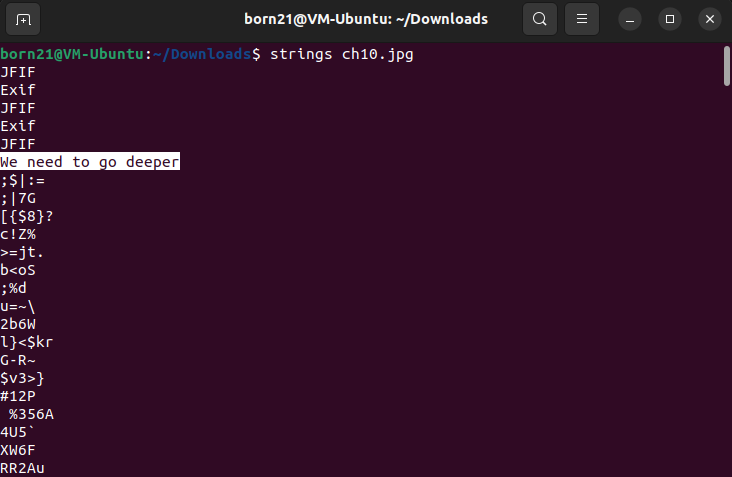 born21@VM-Ubuntu: ~/Downloads
born21@VM-Ubuntu:~/Downloads$ strings ch10.jpg
JFIF
Exif
JFIF
Exif
JFIF
We need to go deeper
;$|:=
;|7G
[{$8}?
c!Z%
>=jt.
b<oS
;%d
u=~\
2b6W
l}<$kr
G-R~
$v3>}
#12P
 %356A
4U5`
XW6F
RR2Au